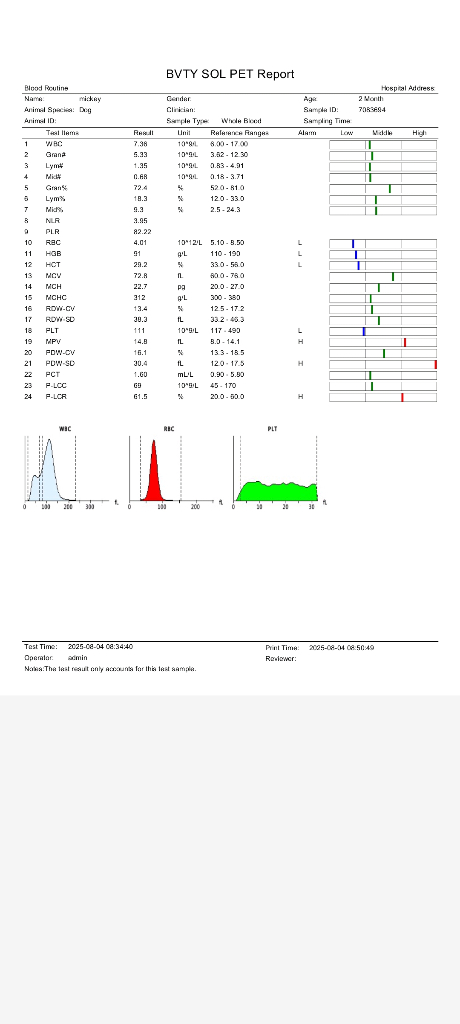 BVTY SOL PET Report
Blood Routine Hospital Address:
Name: mickey Gender: Age: 2 Month
Animal Species: Dog Clinician: Sample ID: 7083694
Animal ID: Sample Type: Whole Blood Sampling Time:
Test Items Result Unit Reference Ranges Alarm Low Middle High
1 WBC 7.36 10^9/L 6.00 - 17.00
2 Gran# 5.33 10^9/L 3.62 - 12.30
3 Lym# 1.35 10^9/L 0.83 - 4.91
4 Mid# 0.68 10^9/L 0.18 - 3.71
5 Gran% 72.4 % 52.0 - 81.0
6 Lym% 18.3 % 12.0 - 33.0
7 Mid% 9.3 % 2.5 - 24.3
8 NLR 3.95
9 PLR 82.22
10 RBC 4.01 10^12/L 5.10 - 8.50 L
11 HGB 91 g/L 110 - 190 L
12 HCT 29.2 % 33.0 - 56.0 L
13 MCV 72.8 fL 60.0 - 76.0
14 MCH 22.7 pg 20.0 - 27.0
15 MCHC 312 g/L 300 - 380
16 RDW-CV 13.4 % 12.5 - 17.2
17 RDW-SD 38.3 fL 33.2 - 46.3
18 PLT 111 10^9/L 117 - 490 L
19 MPV 14.8 fL 8.0 - 14.1 H
20 PDW-CV 16.1 % 13.3 - 18.5
21 PDW-SD 30.4 fL 12.0 - 17.5 H
22 PCT 1.60 mL/L 0.90 - 5.80
23 P-LCC 69 10^9/L 45 - 170
24 P-LCR 61.5 % 20.0 - 60.0 H
WBC RBC PLT
0 100 200 300 fL 0 100 200 fL 0 10 20 30 fL
Test Time: 2025-08-04 08:34:40 Print Time: 2025-08-04 08:50:49
Operator: admin Reviewer:
Notes:The test result only accounts for this test sample.